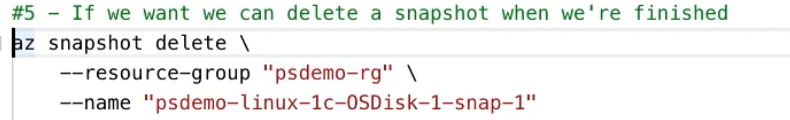 #5 - If we want we can delete a snapshot when we're finished
az snapshot delete \
    --resource-group "psdemo-rg" \
    --name "psdemo-linux-1c-OSDisk-1-snap-1"